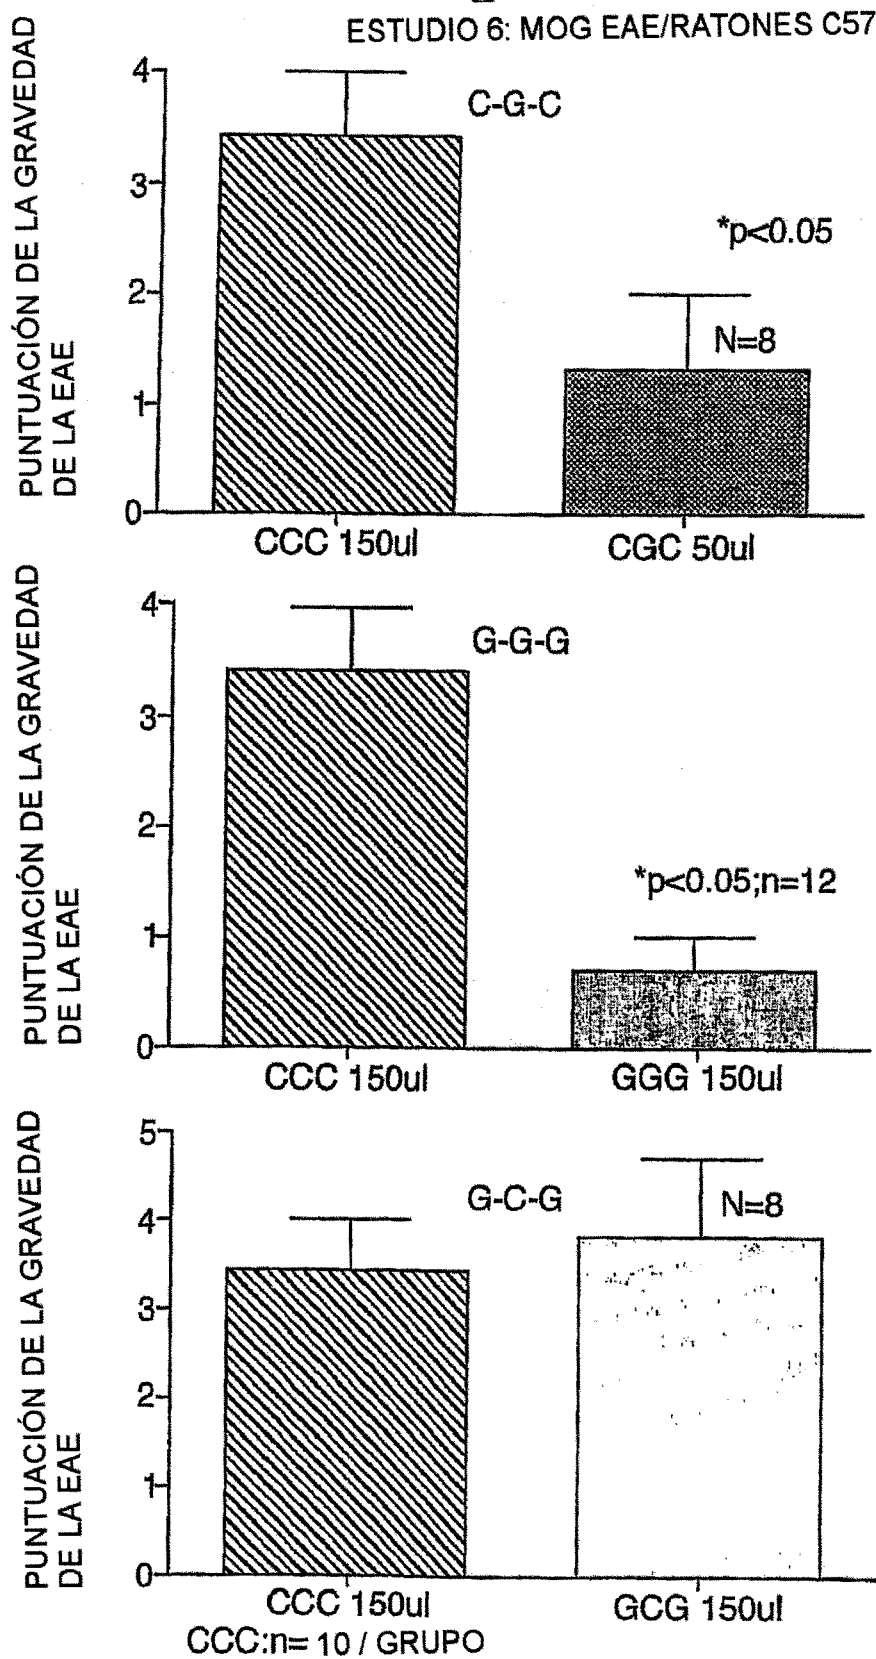 ESTUDIO 6: MOG EAE/RATONES C57
PUNTUACIÓN DE LA GRAVEDAD
DE LA EAE
4
3
2
1
0
C-G-C
*p<0.05
N=8
CCC 150ul
CGC 50ul
PUNTUACIÓN DE LA GRAVEDAD
DE LA EAE
4
3
2
1
0
G-G-G
*p<0.05;n=12
CCC 150ul
GGG 150ul
PUNTUACIÓN DE LA GRAVEDAD
DE LA EAE
5
4
3
2
1
0
G-C-G
N=8
CCC 150ul
GCG 150ul
CCC:n= 10 / GRUPO